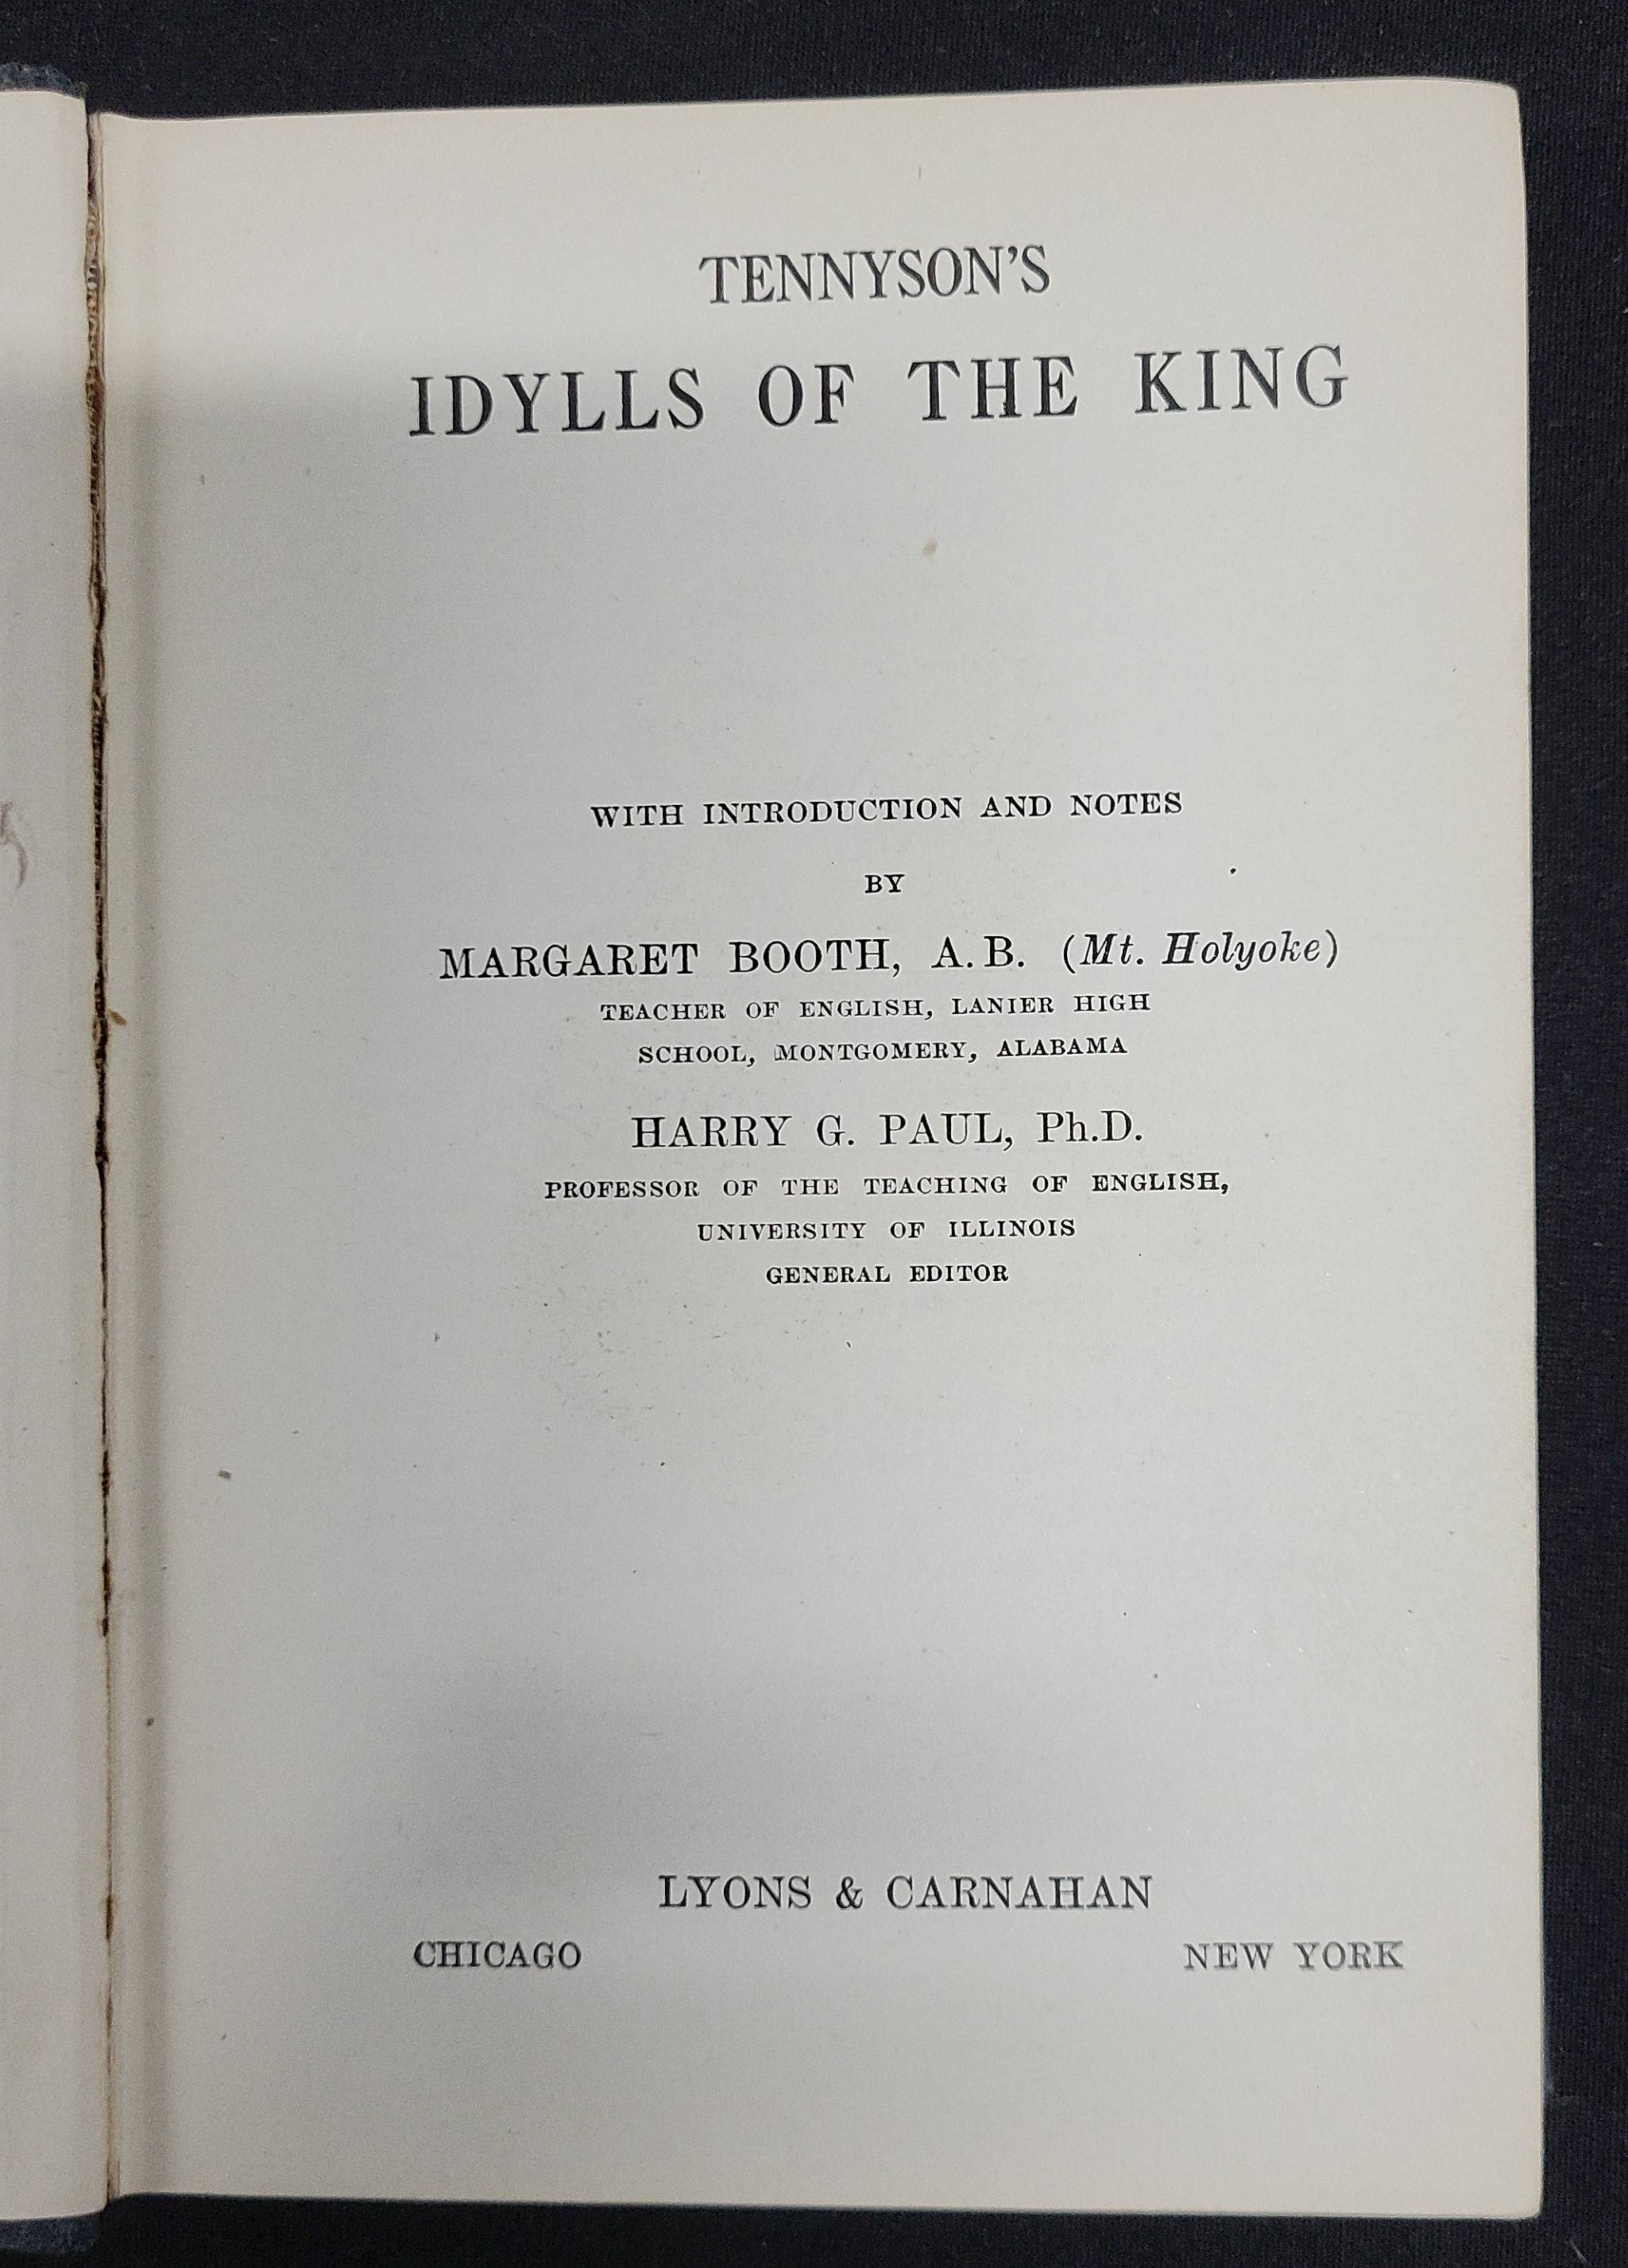 TENNYSON'S
IDYLLS OF THE KING
WITH INTRODUCTION AND NOTES
BY
MARGARET BOOTH, A.B. (Mt. Holyoke)
TEACHER OF ENGLISH, LANIER HIGH
SCHOOL, MONTGOMERY, ALABAMA
HARRY G. PAUL, Ph.D.
PROFESSOR OF THE TEACHING OF ENGLISH,
UNIVERSITY OF ILLINOIS
GENERAL EDITOR
LYONS & CARNAHAN
CHICAGO NEW YORK